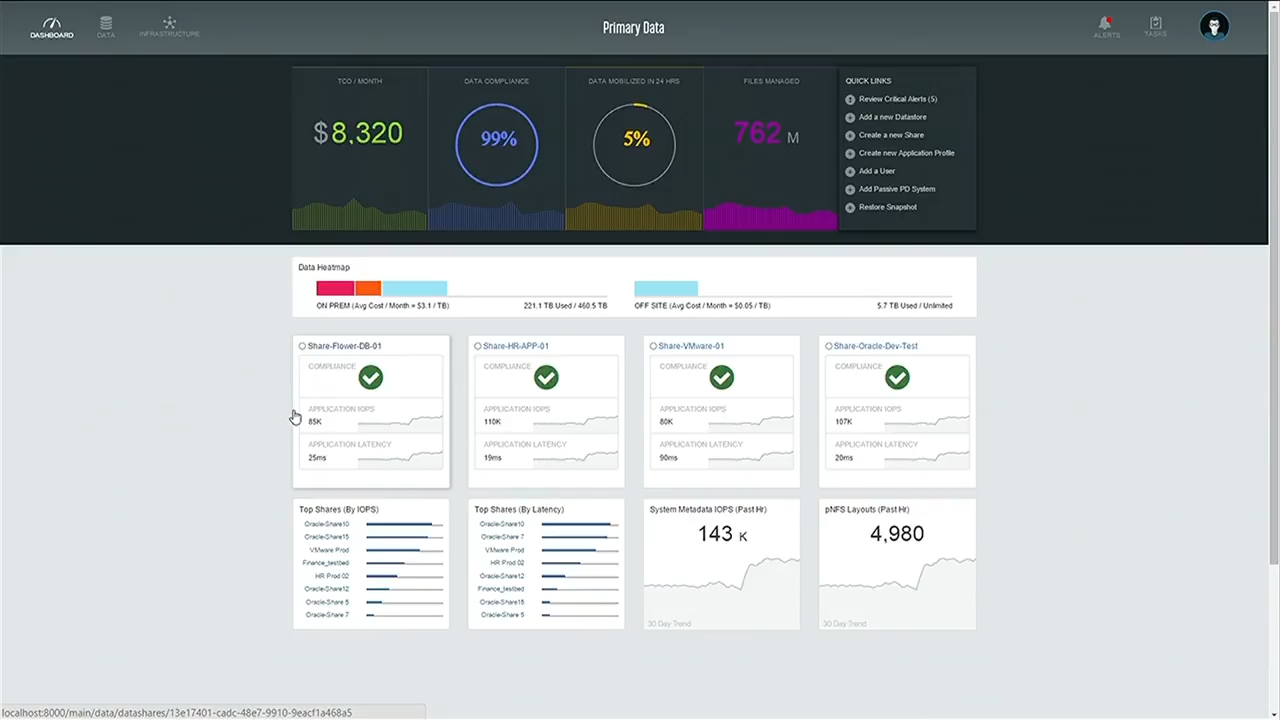 Primary Data
DASHBOARD
DATA
INFRASTRUCTURE
ALERTS
TASKS
TCO / MONTH
$8,320
DATA COMPLIANCE
99%
DATA MOBILIZED IN 24 HRS
5%
FILES MANAGED
762 M
QUICK LINKS
Review Critical Alerts (5)
Add a new Datastore
Create a new Share
Create new Application Profile
Add a User
Add Passive PD System
Restore Snapshot
Data Heatmap
ON PREM (Avg Cost / Month = $3.1 / TB)
221.1 TB Used / 460.5 TB
OFF SITE (Avg Cost / Month = $0.05 / TB)
5.7 TB Used / Unlimited
Share-Flower-DB-01
COMPLIANCE
APPLICATION IOPS
85K
APPLICATION LATENCY
25ms
Share-HR-APP-01
COMPLIANCE
APPLICATION IOPS
110K
APPLICATION LATENCY
19ms
Share-VMware-01
COMPLIANCE
APPLICATION IOPS
80K
APPLICATION LATENCY
90ms
Share-Oracle-Dev-Test
COMPLIANCE
APPLICATION IOPS
107K
APPLICATION LATENCY
20ms
Top Shares (By IOPS)
Oracle-Share10
Oracle-Share15
VMware Prod
Finance_testbed
HR Prod 02
Oracle-Share12
Oracle-Share 5
Oracle-Share 7
Top Shares (By Latency)
Oracle-Share10
Oracle-Share 7
VMware Prod
HR Prod 02
Oracle-Share12
Finance_testbed
Oracle-Share15
Oracle-Share 5
System Metadata IOPS (Past Hr)
143 K
30 Day Trend
pNFS Layouts (Past Hr)
4,980
30 Day Trend
localhost:8000/main/data/datashares/13e17401-cadc-48e7-9910-9eacf1a468a5